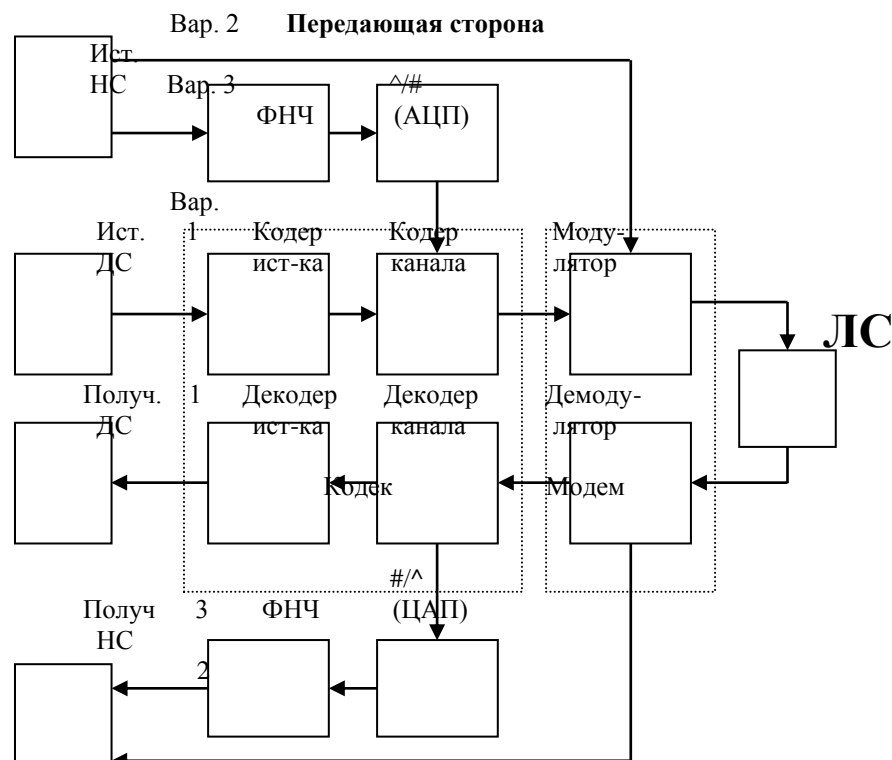 Вар. 2 Передающая сторона
Ист.
НС Вар. 3 ^/#
ФНЧ (АЦП)
Вар.
Ист. 1 Кодер Кодер Моду-
ДС ист-ка канала лятор
ЛС
Получ. 1 Декодер Декодер Демоду-
ДС ист-ка канала лятор
Кодек Модем
#/^
Получ 3 ФНЧ (ЦАП)
НС
2